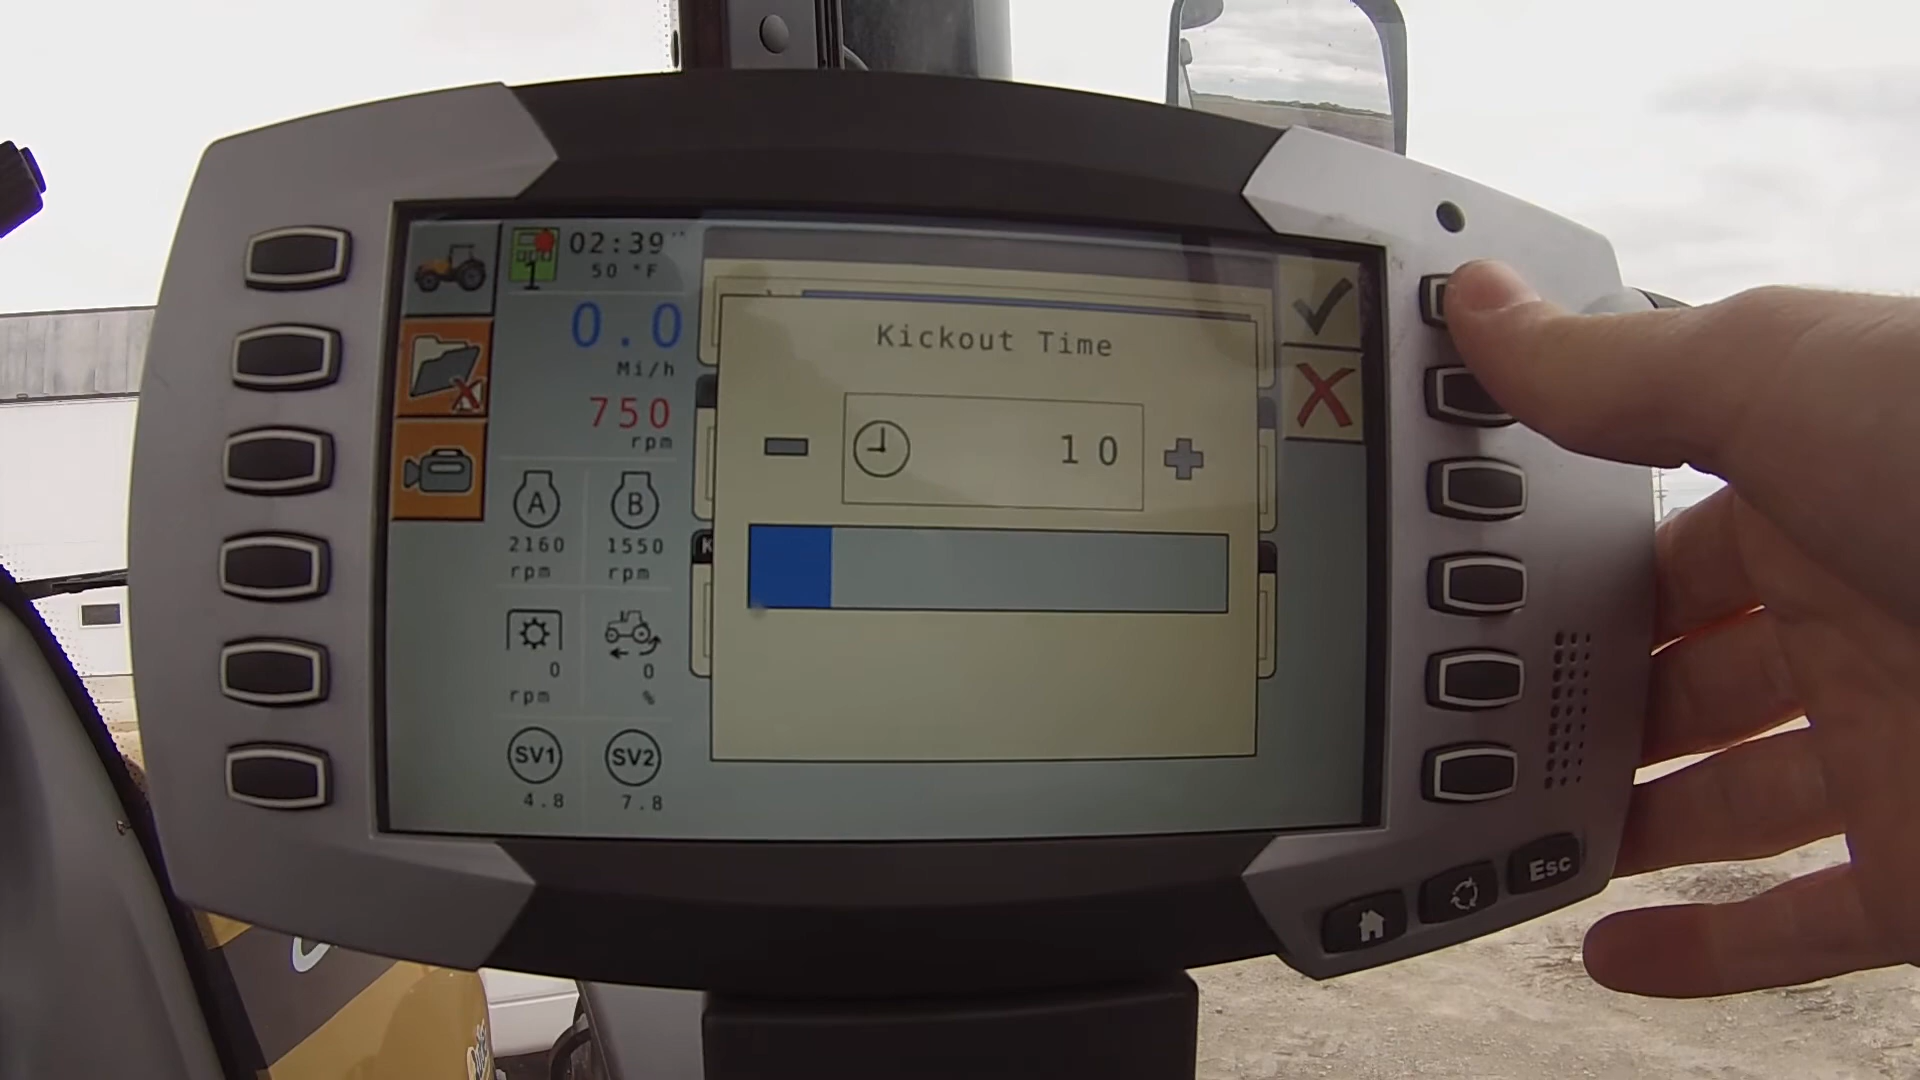 02:39
50 °F
1
0.0
Mi/h
750
rpm
A
B
2160
1550
rpm
rpm
0
0
rpm
%
SV1
SV2
4.8
7.8
Kickout Time
10
K
Esc